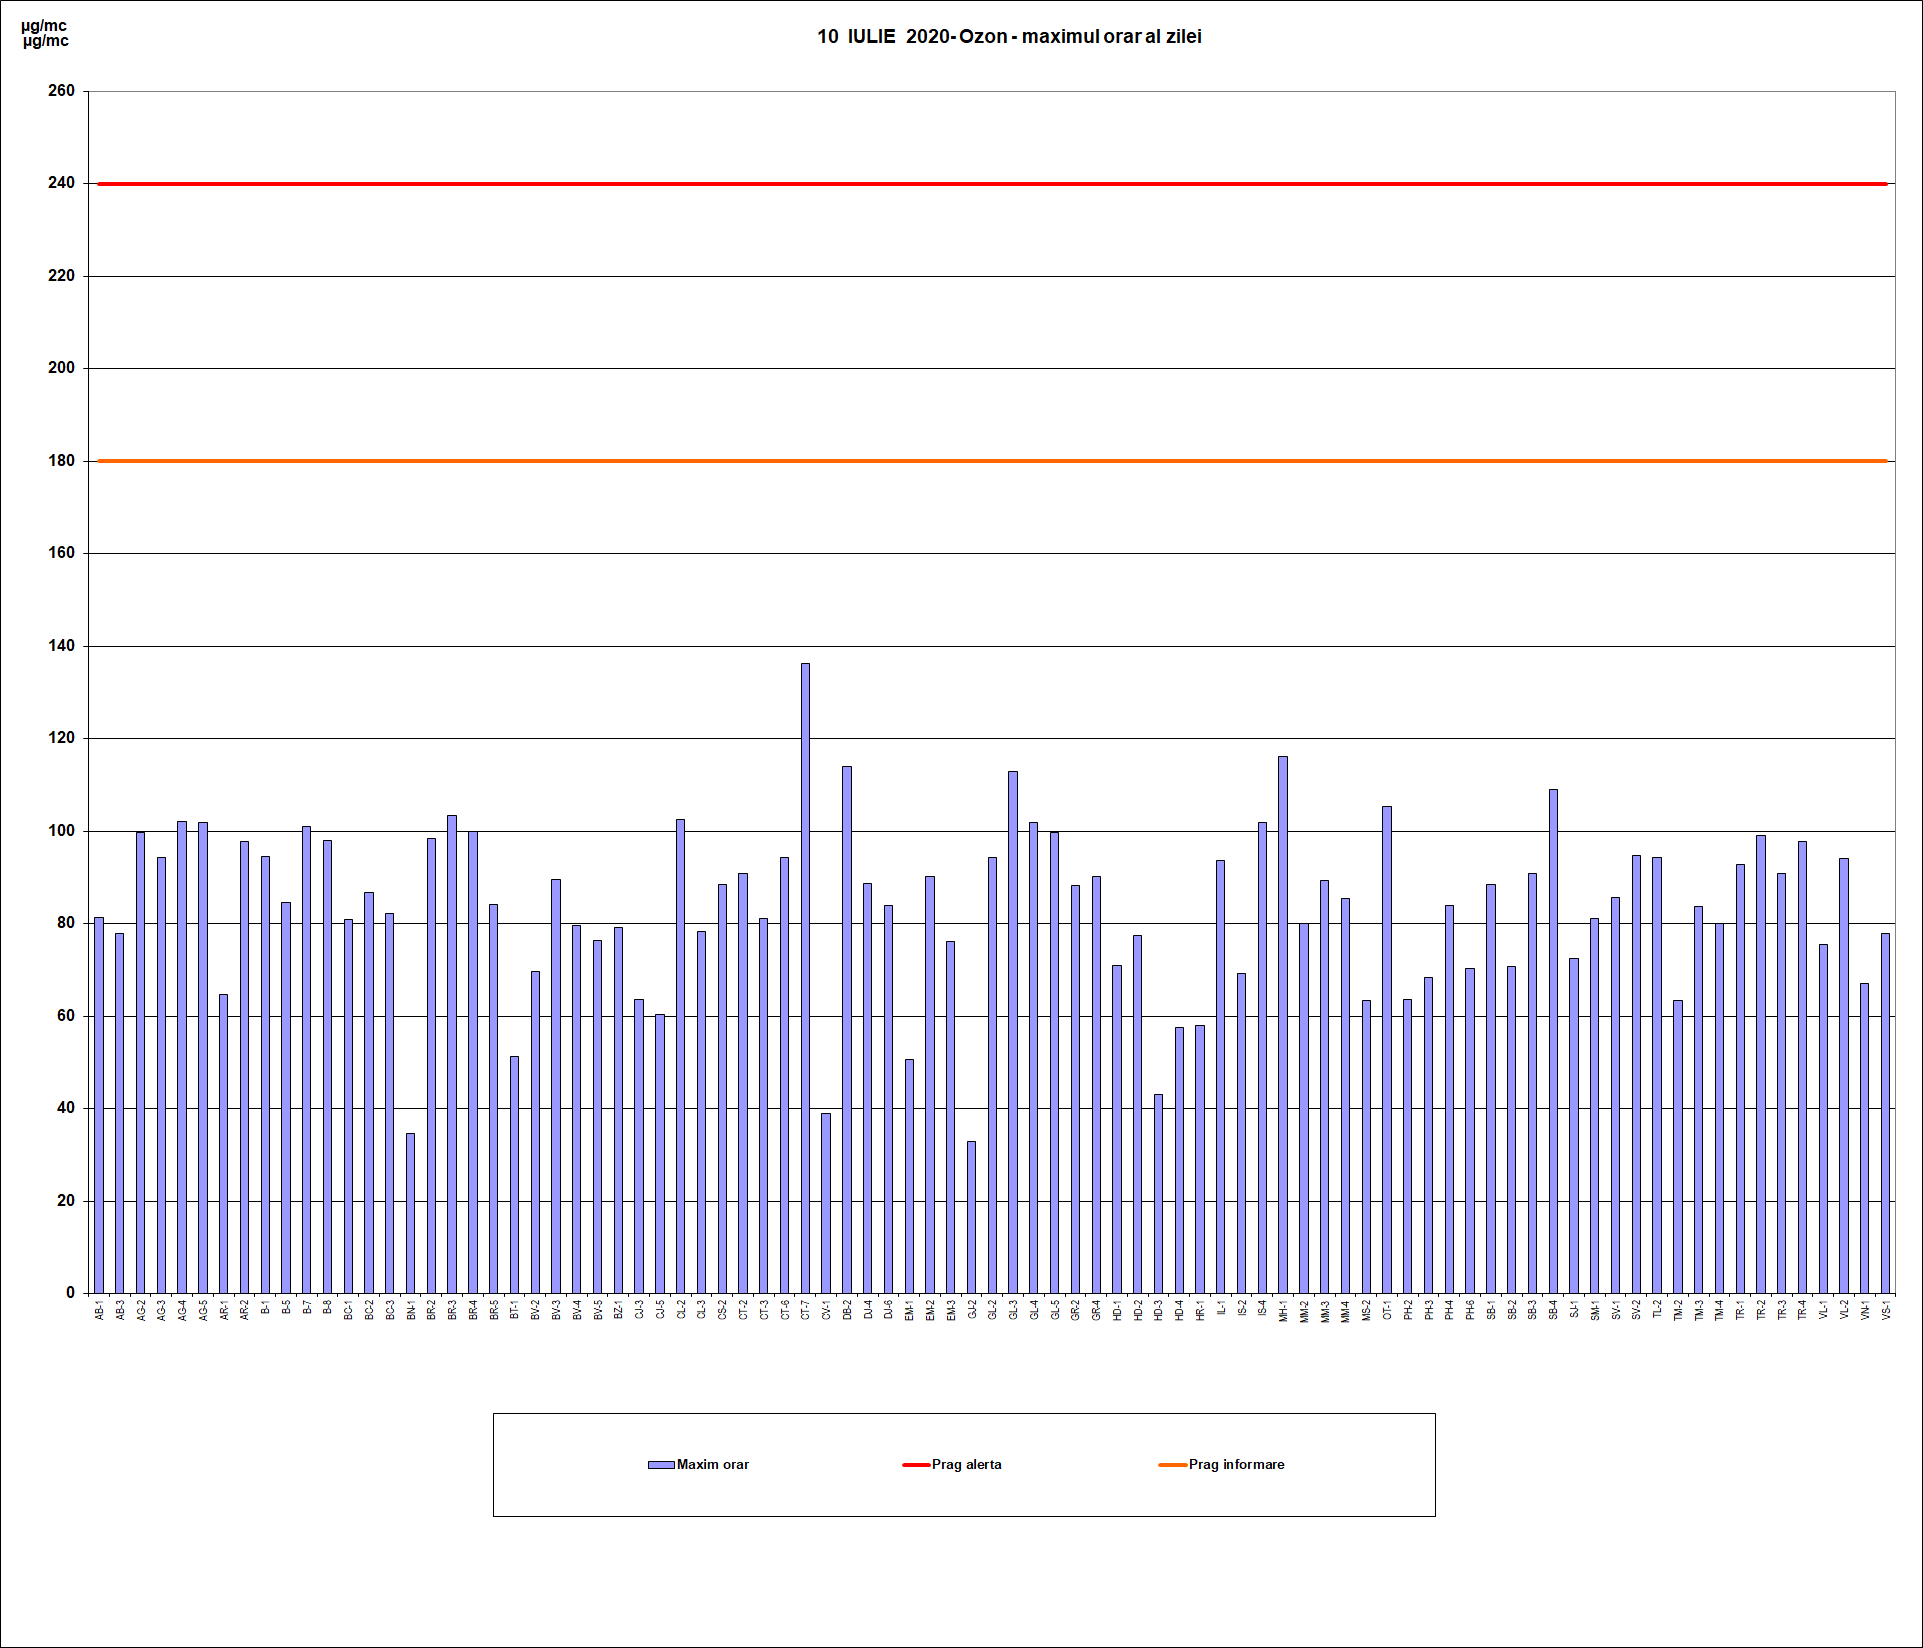 µg/mc
µg/mc
10 IULIE 2020- Ozon - maximul orar al zilei
260
240
220
200
180
160
140
120
100
80
60
40
20
0
AB-1 AB-3 AG-2 AG-3 AG-4 AG-5 AR-1 AR-2 B-1 B-5 B-7 B-8 BC-1 BC-2 BC-3 BN-1 BR-2 BR-3 BR-4 BR-5 BT-1 BV-2 BV-3 BV-4 BV-5 BZ-1 CJ-3 CJ-5 CL-2 CL-3 CS-2 CT-2 CT-3 CT-6 CT-7 CV-1 DB-2 DJ-4 DJ-6 EM-1 EM-2 EM-3 GJ-2 GL-2 GL-3 GL-4 GL-5 GR-2 GR-4 HD-1 HD-2 HD-3 HD-4 HR-1 IL-1 IS-2 IS-4 MH-1 MM-2 MM-3 MM-4 MS-2 OT-1 PH-2 PH-3 PH-4 PH-6 SB-1 SB-2 SB-3 SB-4 SJ-1 SM-1 SV-1 SV-2 TL-2 TM-2 TM-3 TM-4 TR-1 TR-2 TR-3 TR-4 VL-1 VL-2 VN-1 VS-1
Maxim orar Prag alerta Prag informare